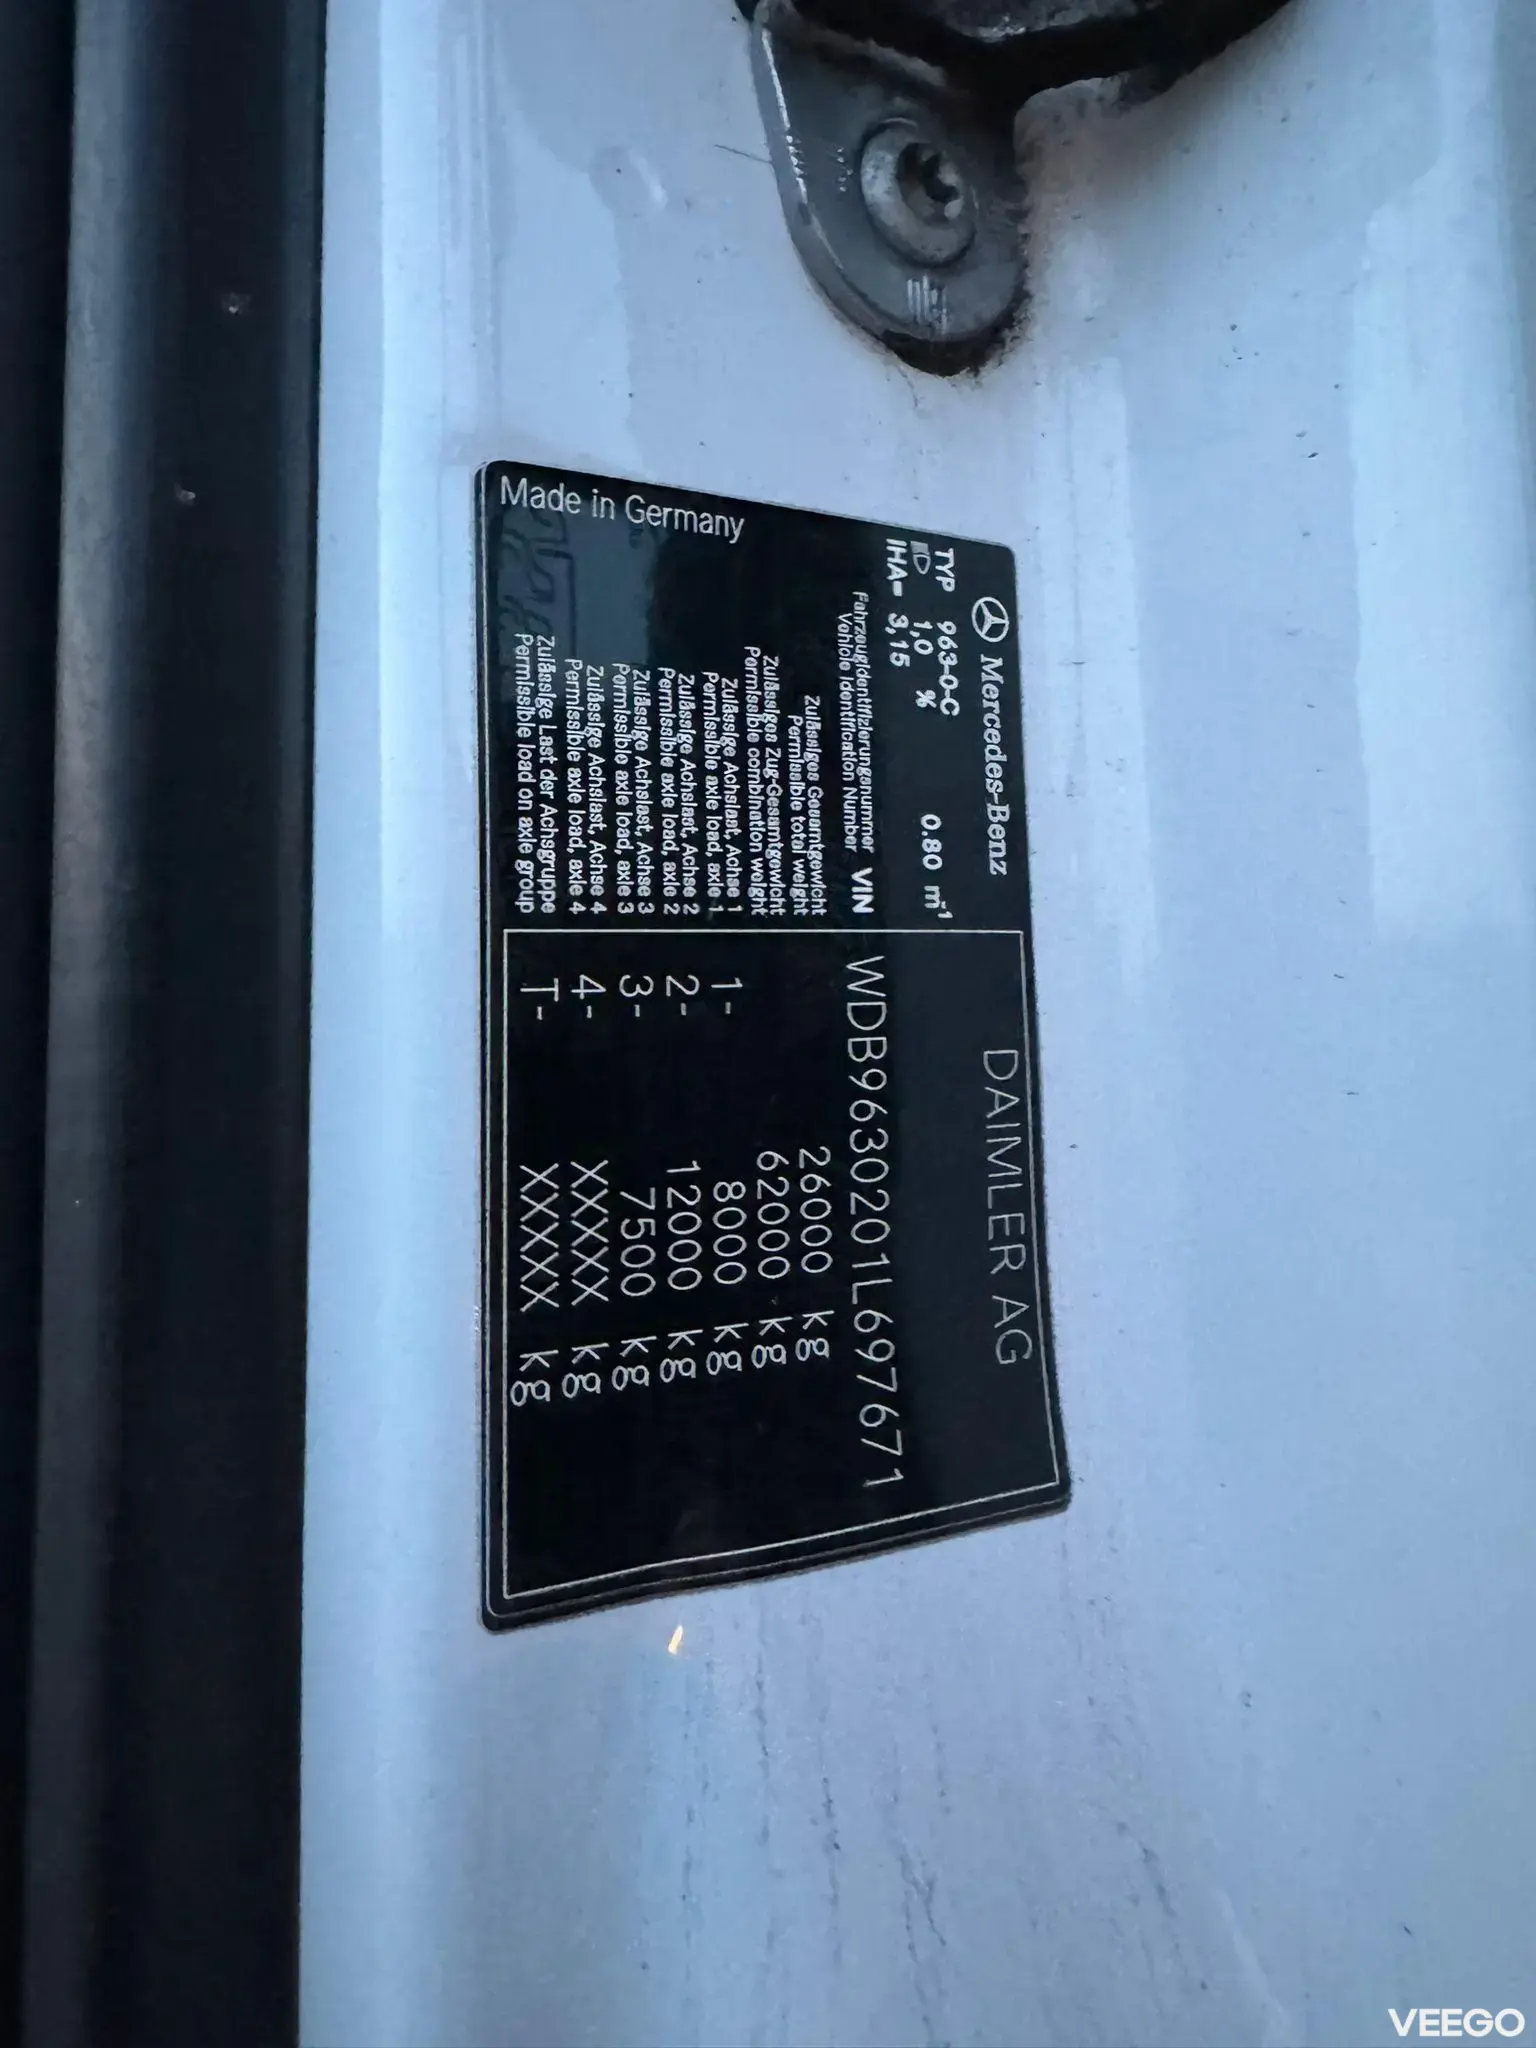 Mercedes-Benz
TYP 963-0-C
1,0 % 0.80 m⁻¹
IHA= 3,15
Fahrzeugidentifizierungsnummer
Vehicle Identification Number VIN
Zulässiges Gesamtgewicht
Permissible total weight
Zulässiges Zug-Gesamtgewicht
Permissible combination weight
Zulässige Achslast, Achse 1
Permissible axle load, axle 1
Zulässige Achslast, Achse 2
Permissible axle load, axle 2
Zulässige Achslast, Achse 3
Permissible axle load, axle 3
Zulässige Achslast, Achse 4
Permissible axle load, axle 4
Zulässige Last der Achsgruppe
Permissible load on axle group
Made in Germany
DAIMLER AG
WDB9630201L697671
26000 kg
62000 kg
1- 8000 kg
2- 12000 kg
3- 7500 kg
4- XXXXX kg
T- XXXXX kg
VEEGO